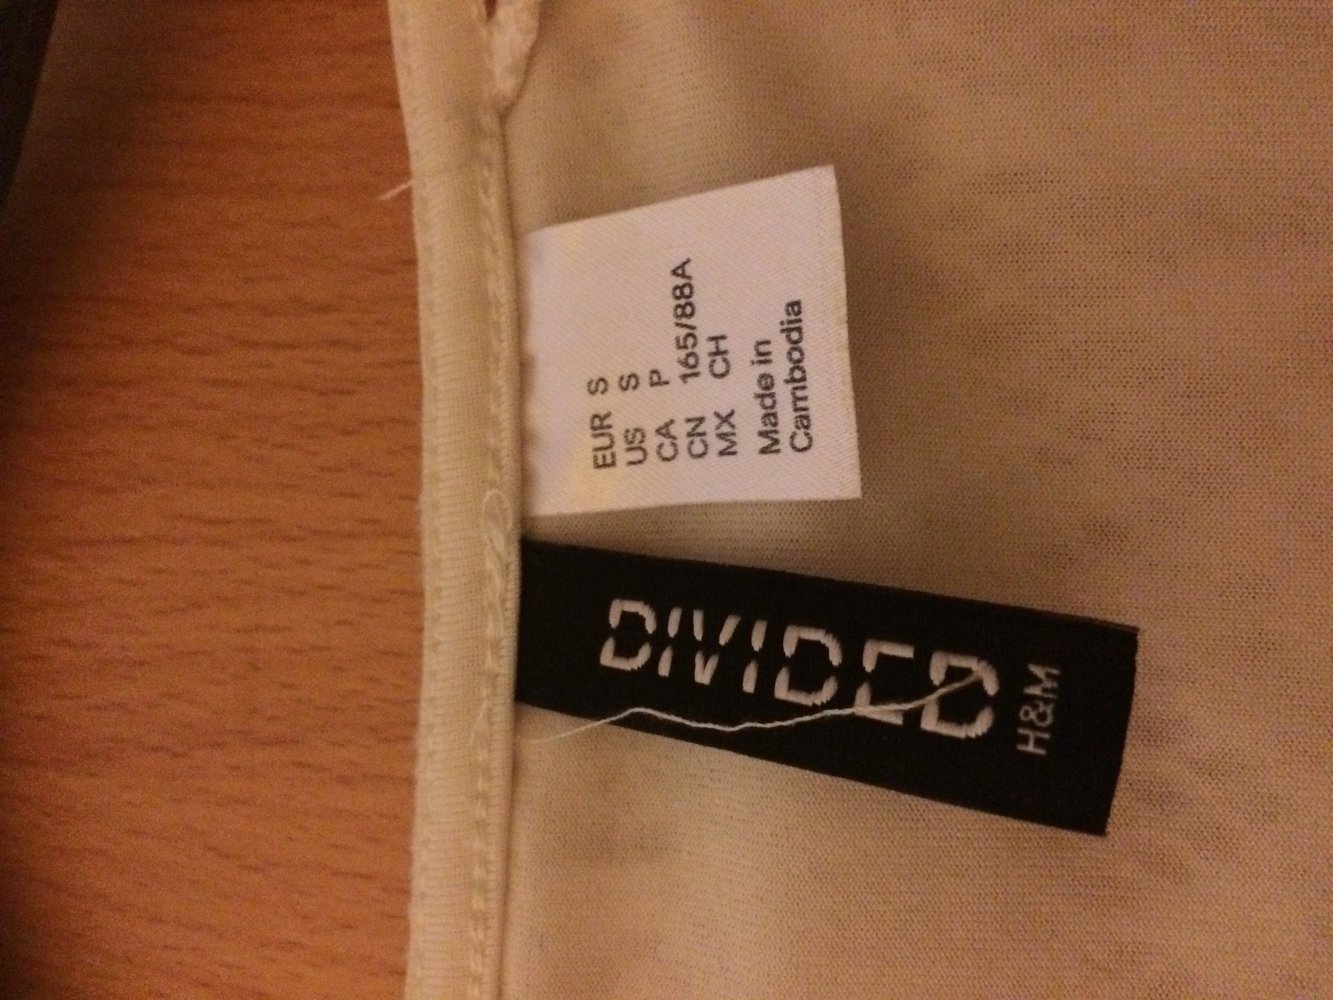 EUR S
US S
CA P
CN 165/88A
MX CH
Made in
Cambodia
DIVIDED
H&M